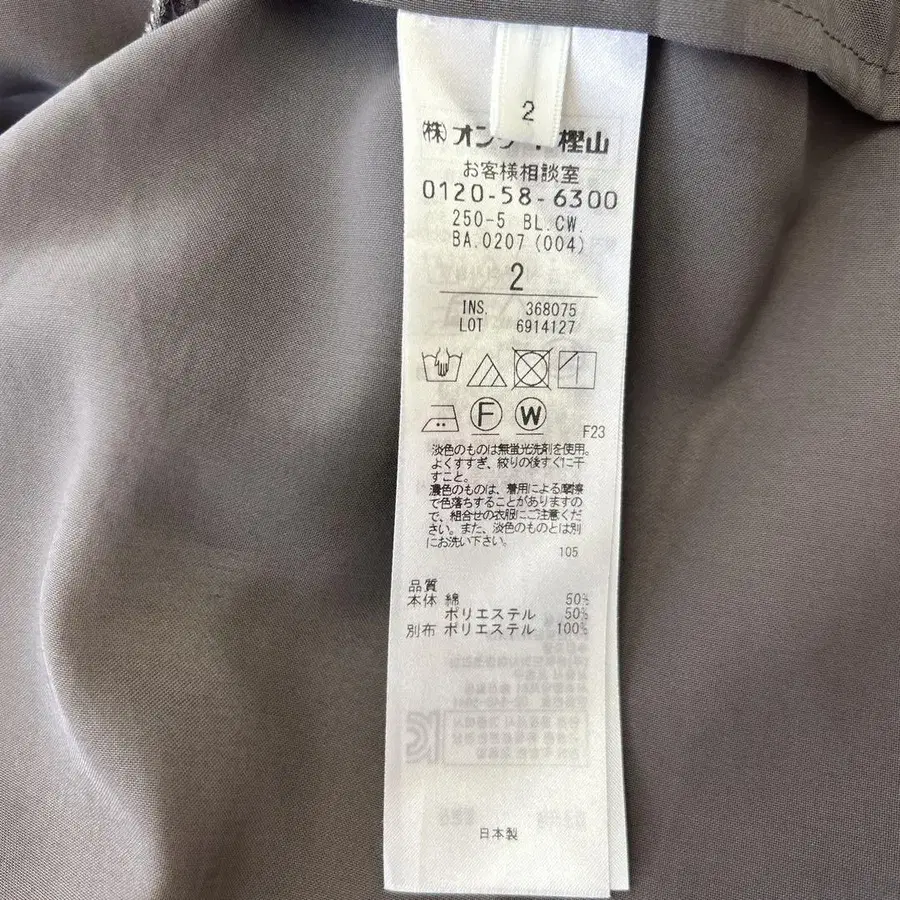 2
㈱オン 樫山
お客様相談室
0120-58-6300
250-5 BL.CW.
BA.0207 (004)
2
INS. 368075
LOT 6914127
F W
F23
淡色のものは無蛍光洗剤を使用。
よくすすぎ、絞りの後すぐに干
すこと。
濃色のものは、着用による摩擦
で色落ちすることがありますの
で、組合せの衣服にご注意くだ
さい。また、淡色のものとは別
にお洗い下さい。
105
品質
本体 綿 50%
ポリエステル 50%
別布 ポリエステル 100%
日本製